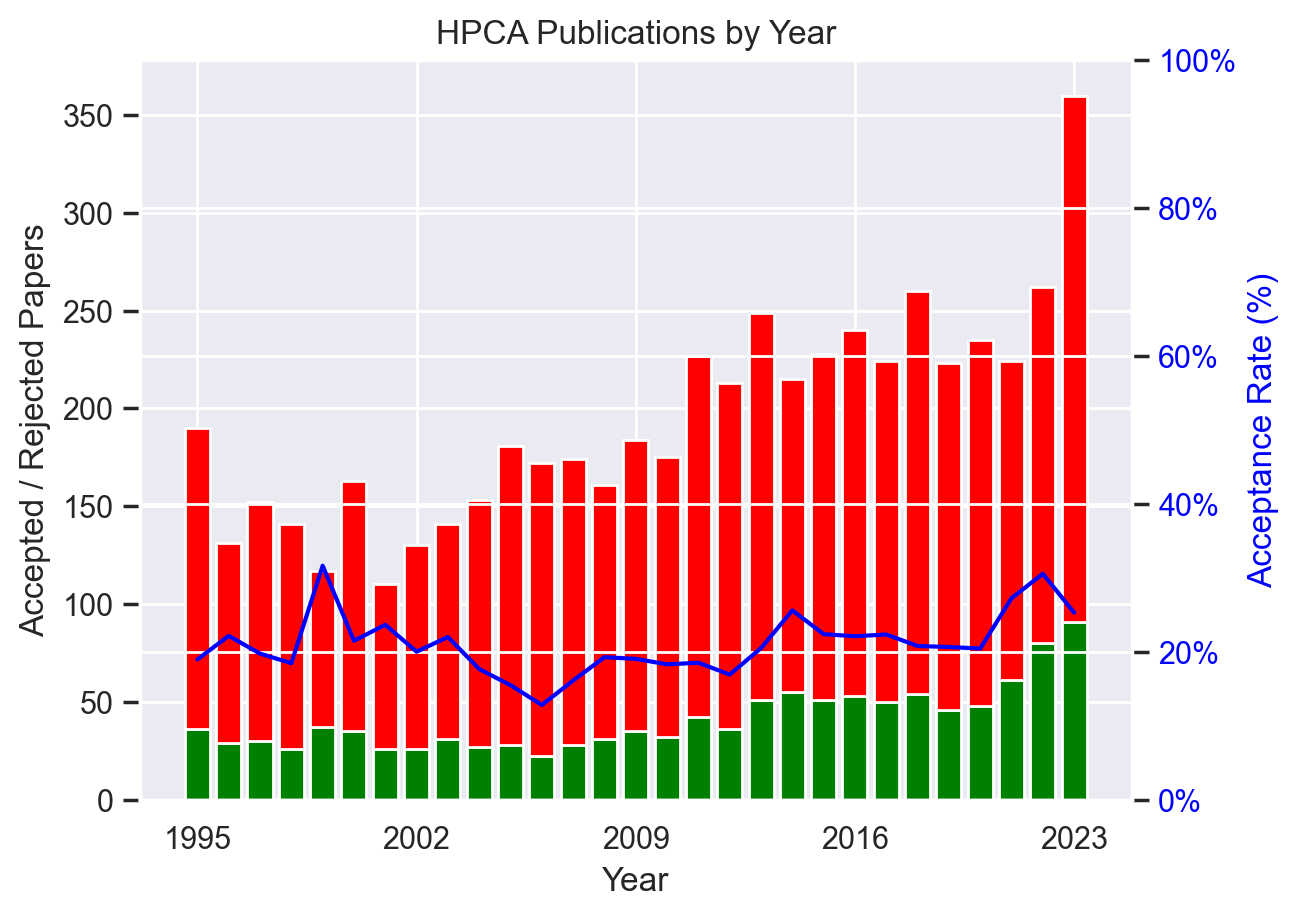 HPCA Publications by Year
Accepted / Rejected Papers
350
300
250
200
150
100
50
0
100%
80%
60%
40%
20%
0%
Acceptance Rate (%)
1995 2002 2009 2016 2023
Year